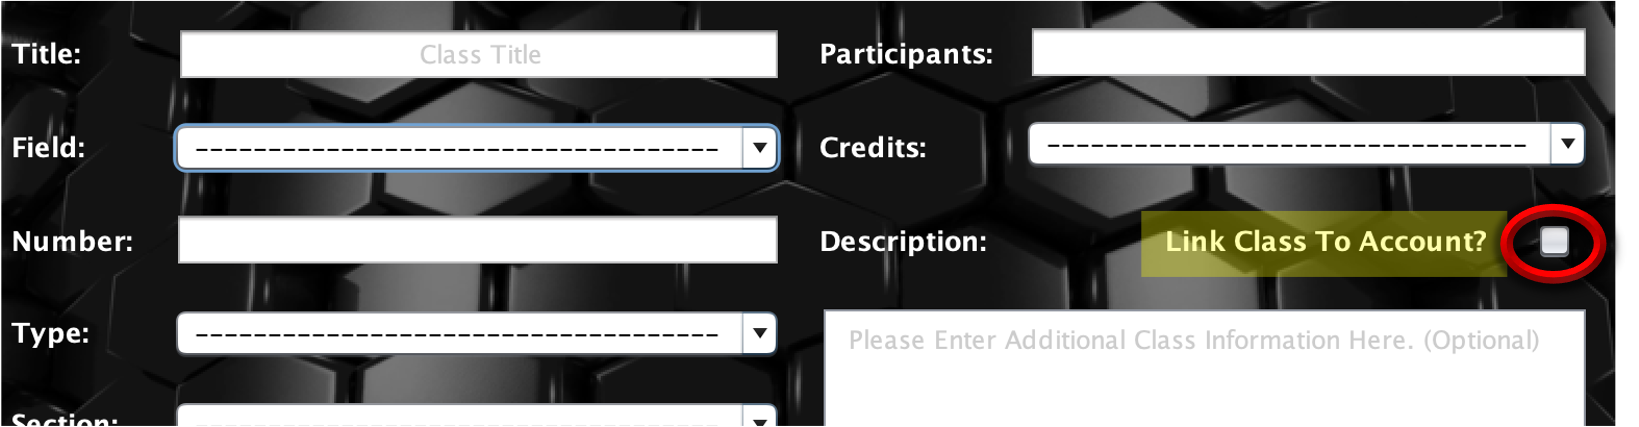 Title: Class Title Participants:
Field: ------------------------------------ Credits: ---------------------------------
Number: Description: Link Class To Account?
Type: ------------------------------------ Please Enter Additional Class Information Here. (Optional)
Section: ------------------------------------